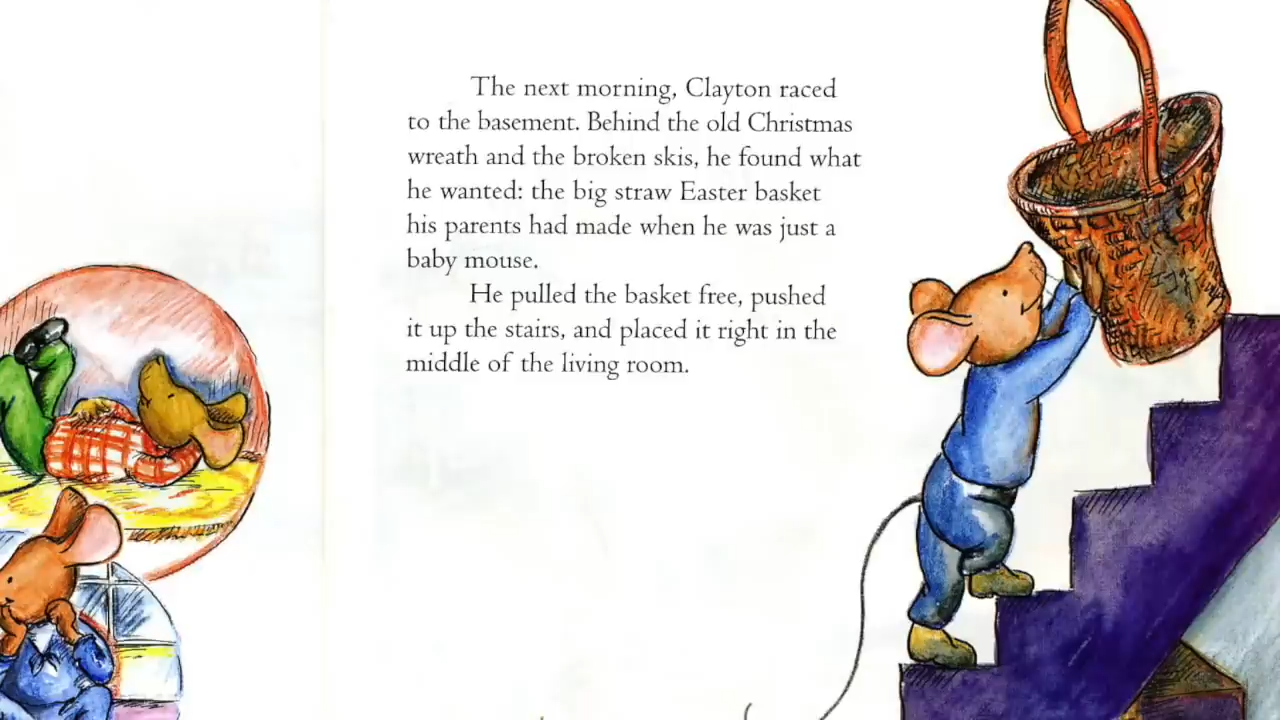 The next morning, Clayton raced
to the basement. Behind the old Christmas
wreath and the broken skis, he found what
he wanted: the big straw Easter basket
his parents had made when he was just a
baby mouse.
He pulled the basket free, pushed
it up the stairs, and placed it right in the
middle of the living room.